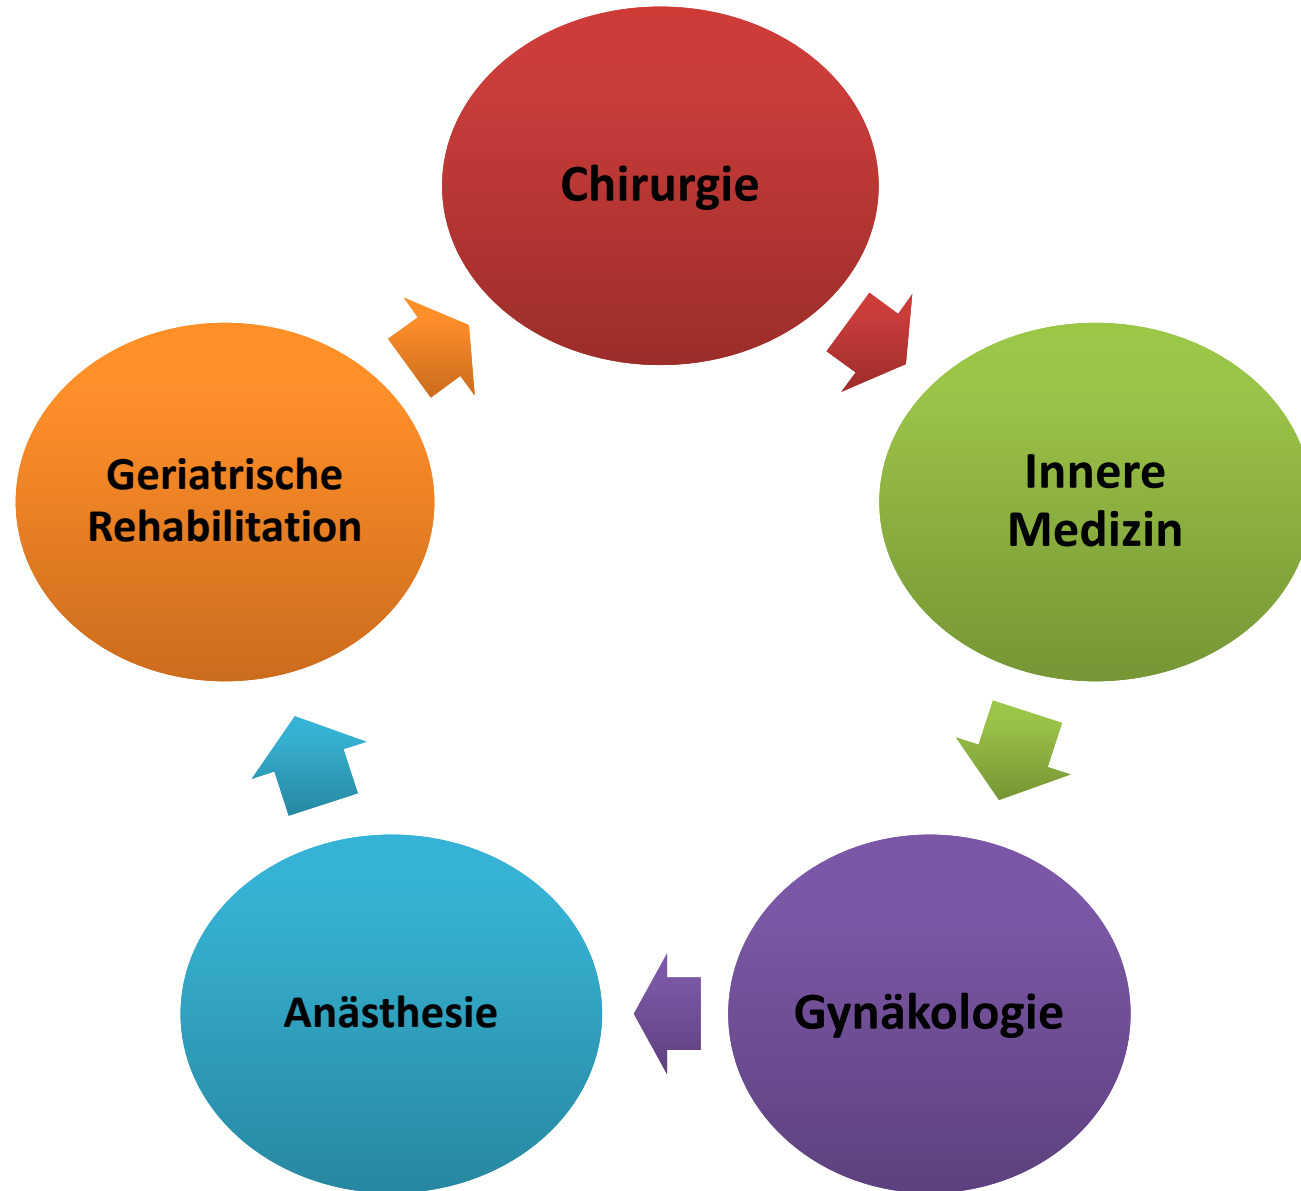 Chirurgie
Innere
Medizin
Gynäkologie
Anästhesie
Geriatrische
Rehabilitation